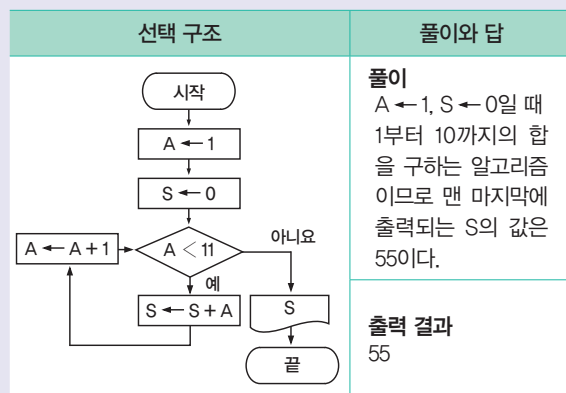 선택 구조
풀이와 답
시작
A ← 1
S ← 0
A ← A + 1
A < 11
아니요
예
S ← S + A
S
끝
풀이
A ← 1, S ← 0일 때
1부터 10까지의 합
을 구하는 알고리즘
이므로 맨 마지막에
출력되는 S의 값은
55이다.
출력 결과
55